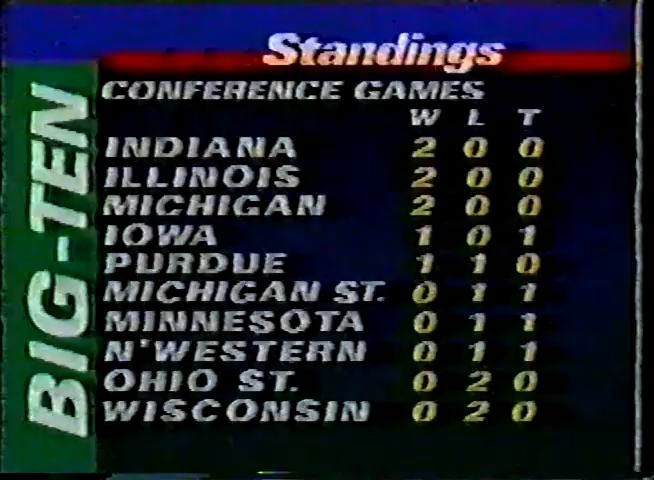 Standings
BIG-TEN
CONFERENCE GAMES
W L T
INDIANA 2 0 0
ILLINOIS 2 0 0
MICHIGAN 2 0 0
IOWA 1 0 1
PURDUE 1 1 0
MICHIGAN ST. 0 1 1
MINNESOTA 0 1 1
N'WESTERN 0 1 1
OHIO ST. 0 2 0
WISCONSIN 0 2 0